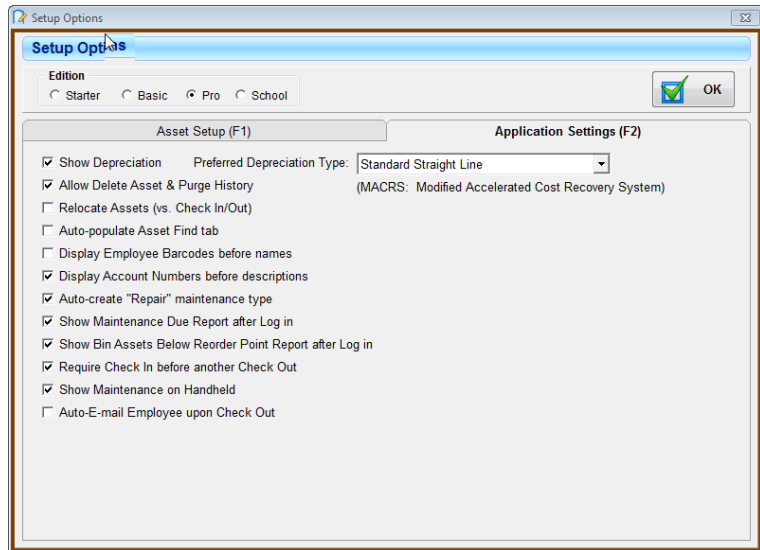 Setup Options
Setup Options
Edition
Starter Basic Pro School
OK
Asset Setup (F1) Application Settings (F2)
Show Depreciation Preferred Depreciation Type: Standard Straight Line
Allow Delete Asset & Purge History (MACRS: Modified Accelerated Cost Recovery System)
Relocate Assets (vs. Check In/Out)
Auto-populate Asset Find tab
Display Employee Barcodes before names
Display Account Numbers before descriptions
Auto-create "Repair" maintenance type
Show Maintenance Due Report after Log in
Show Bin Assets Below Reorder Point Report after Log in
Require Check In before another Check Out
Show Maintenance on Handheld
Auto-E-mail Employee upon Check Out